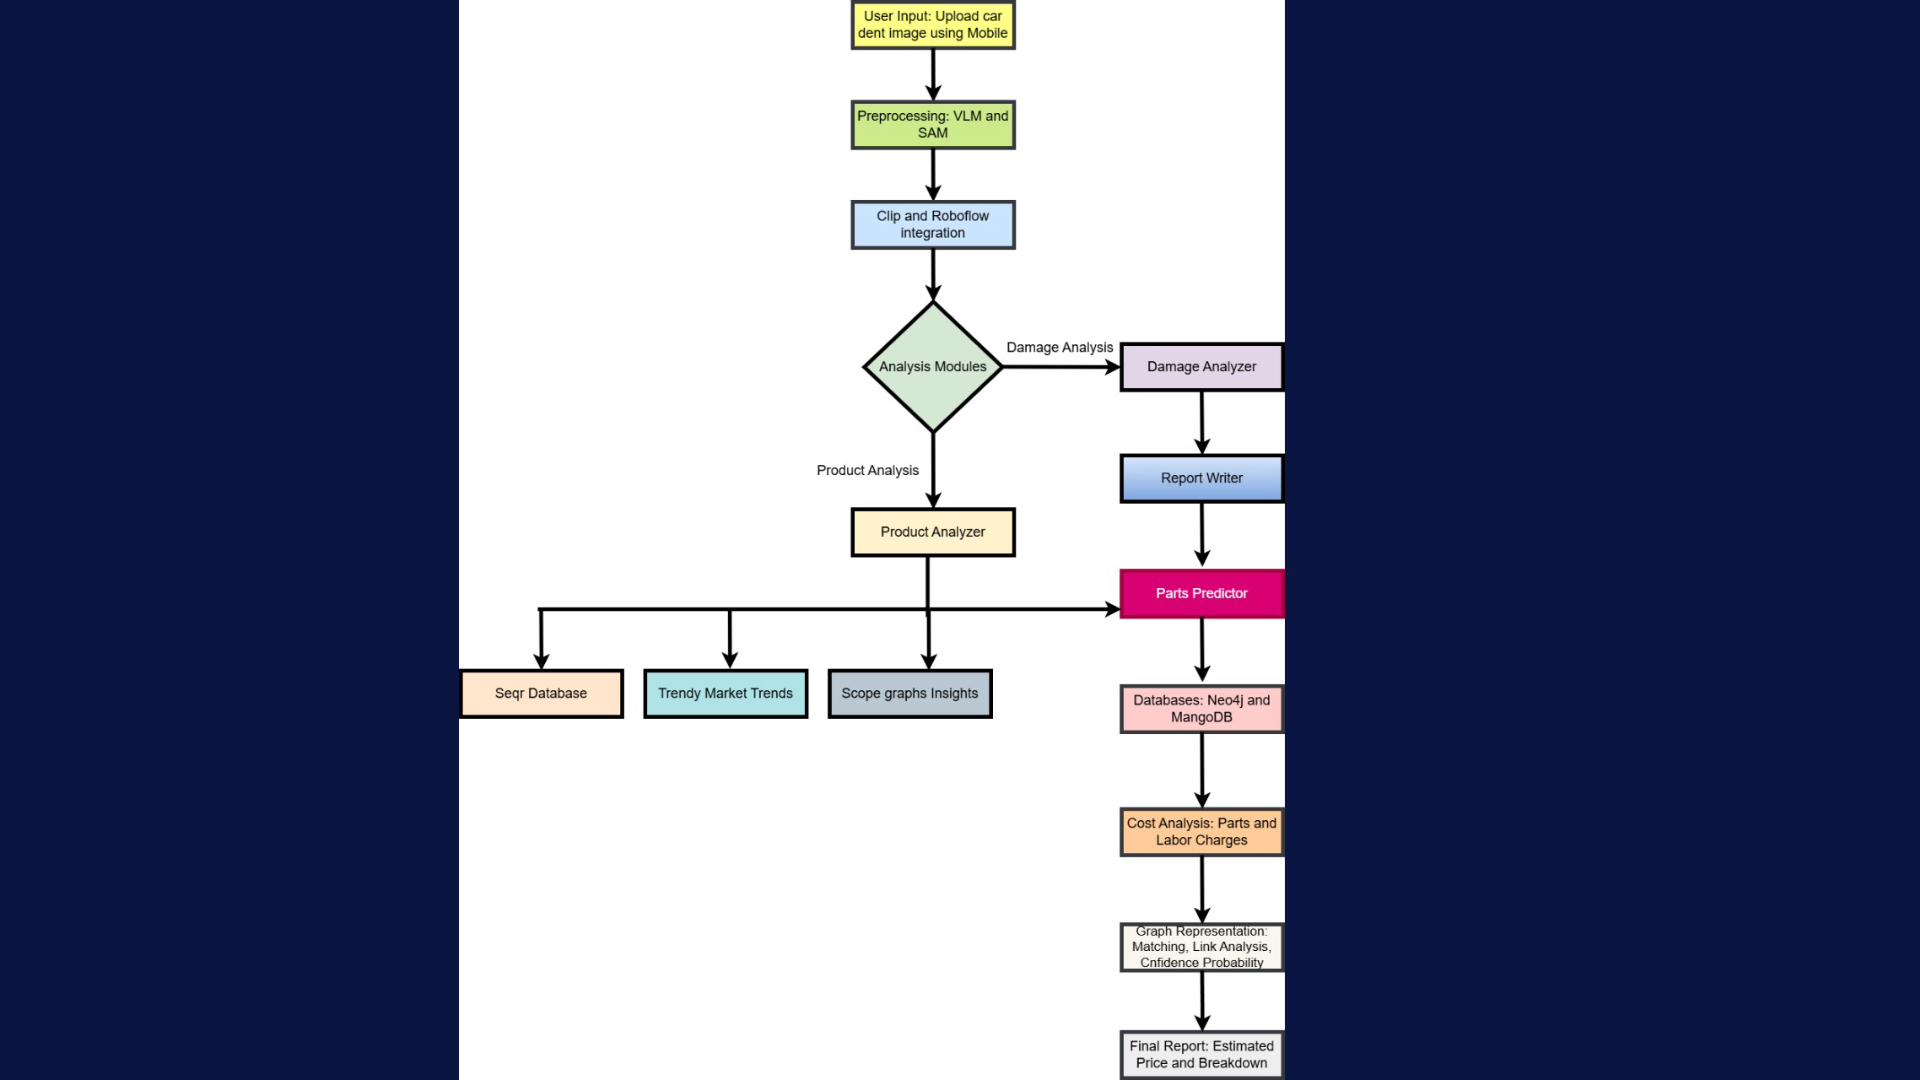 User Input: Upload car
dent image using Mobile
Preprocessing: VLM and
SAM
Clip and Roboflow
integration
Analysis Modules
Damage Analysis
Damage Analyzer
Product Analysis
Report Writer
Product Analyzer
Parts Predictor
Seqr Database
Trendy Market Trends
Scope graphs Insights
Databases: Neo4j and
MangoDB
Cost Analysis: Parts and
Labor Charges
Graph Representation:
Matching, Link Analysis,
Cnfidence Probability
Final Report: Estimated
Price and Breakdown